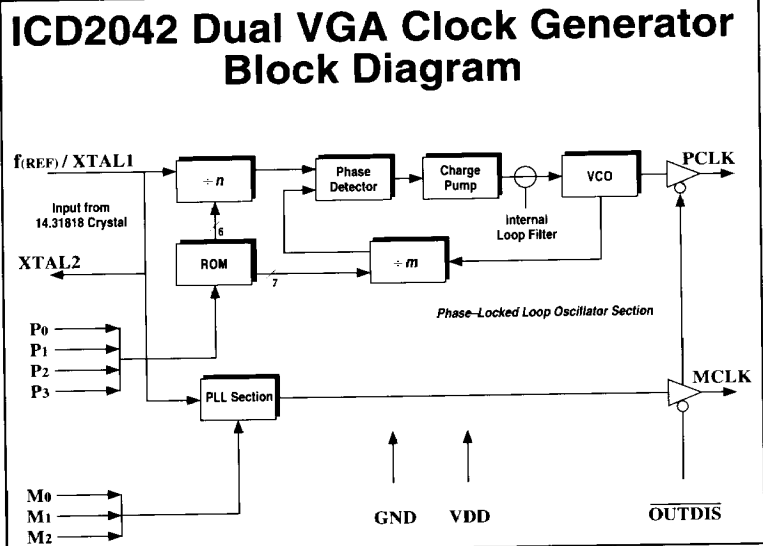 ICD2042 Dual VGA Clock Generator
Block Diagram
f(REF) / XTAL1
÷ n
Phase
Detector
Charge
Pump
VCO
PCLK
Input from
14.31818 Crystal
6
Internal
Loop Filter
XTAL2
ROM
7
÷ m
Phase–Locked Loop Oscillator Section
P0
P1
P2
P3
PLL Section
MCLK
M0
M1
M2
GND
VDD
OUTDIS